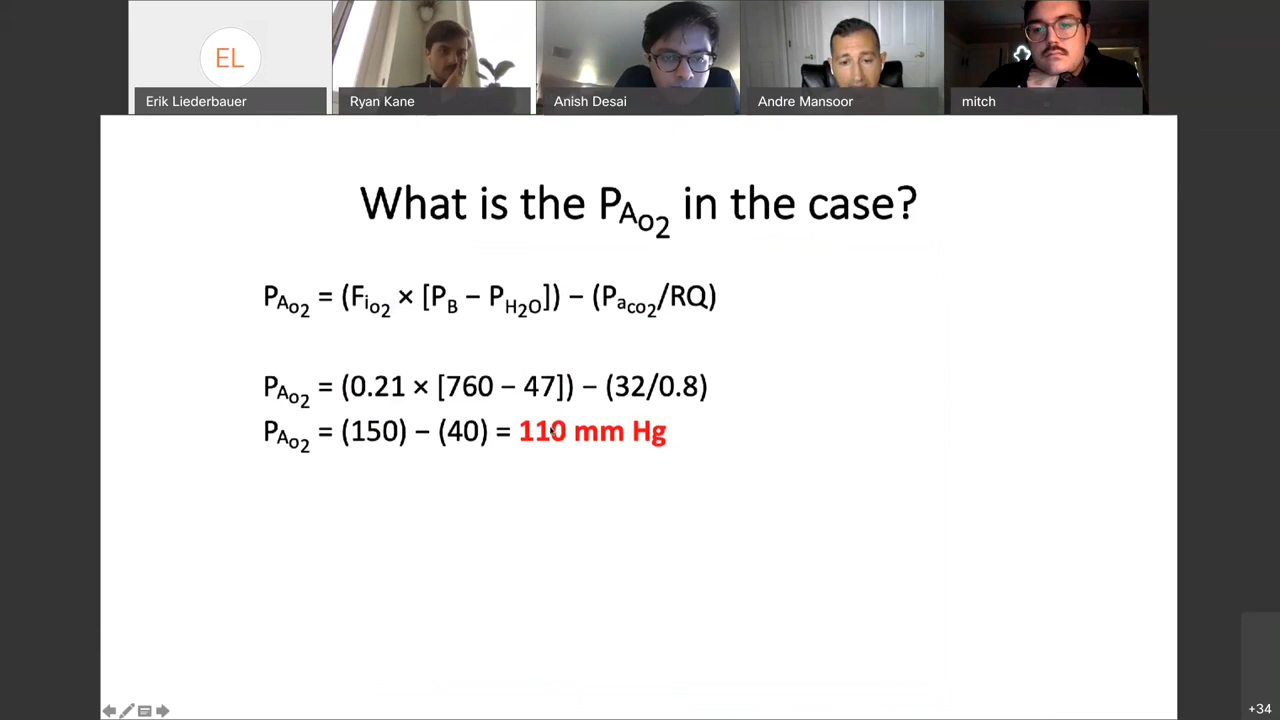 EL
Erik Liederbauer
Ryan Kane
Anish Desai
Andre Mansoor
mitch
What is the PAo2 in the case?
PAo2 = (Fio2 × [PB − PH2O]) − (Paco2/RQ)
PAo2 = (0.21 × [760 − 47]) − (32/0.8)
PAo2 = (150) − (40) = 110 mm Hg
+34